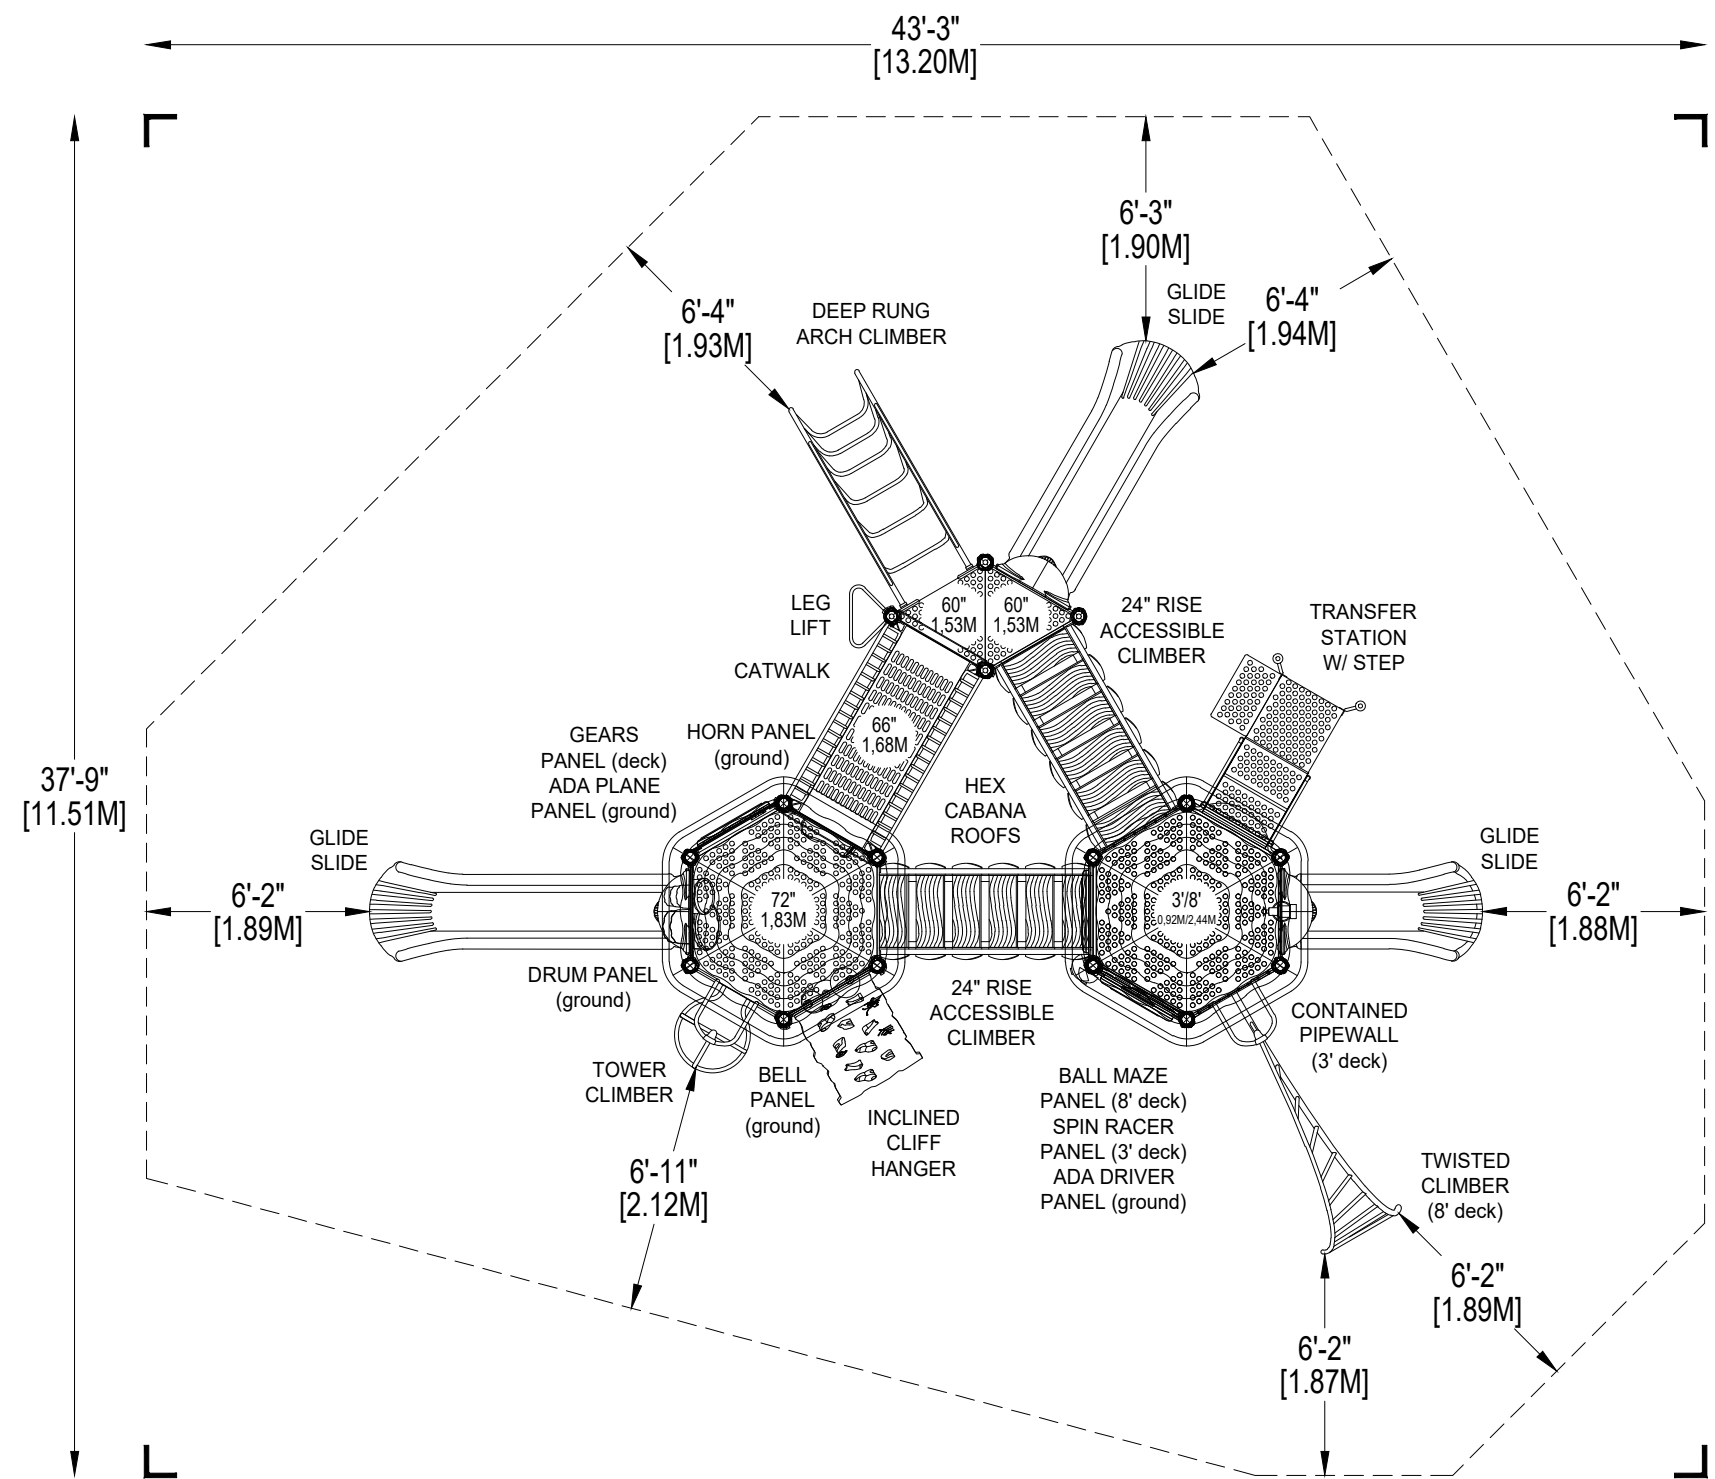 43'-3"
[13.20M]
6'-3"
[1.90M]
GLIDE
SLIDE
6'-4"
[1.94M]
6'-4"
[1.93M]
DEEP RUNG
ARCH CLIMBER
60"
1,53M
60"
1,53M
LEG
LIFT
24" RISE
ACCESSIBLE
CLIMBER
TRANSFER
STATION
W/ STEP
CATWALK
66"
1,68M
HORN PANEL
(ground)
GEARS
PANEL (deck)
ADA PLANE
PANEL (ground)
37'-9"
[11.51M]
HEX
CABANA
ROOFS
GLIDE
SLIDE
GLIDE
SLIDE
6'-2"
[1.89M]
72"
1,83M
3'/8'
0,92M/2,44M
6'-2"
[1.88M]
DRUM PANEL
(ground)
24" RISE
ACCESSIBLE
CLIMBER
CONTAINED
PIPEWALL
(3' deck)
TOWER
CLIMBER
BELL
PANEL
(ground)
INCLINED
CLIFF
HANGER
BALL MAZE
PANEL (8' deck)
SPIN RACER
PANEL (3' deck)
ADA DRIVER
PANEL (ground)
6'-11"
[2.12M]
TWISTED
CLIMBER
(8' deck)
6'-2"
[1.89M]
6'-2"
[1.87M]